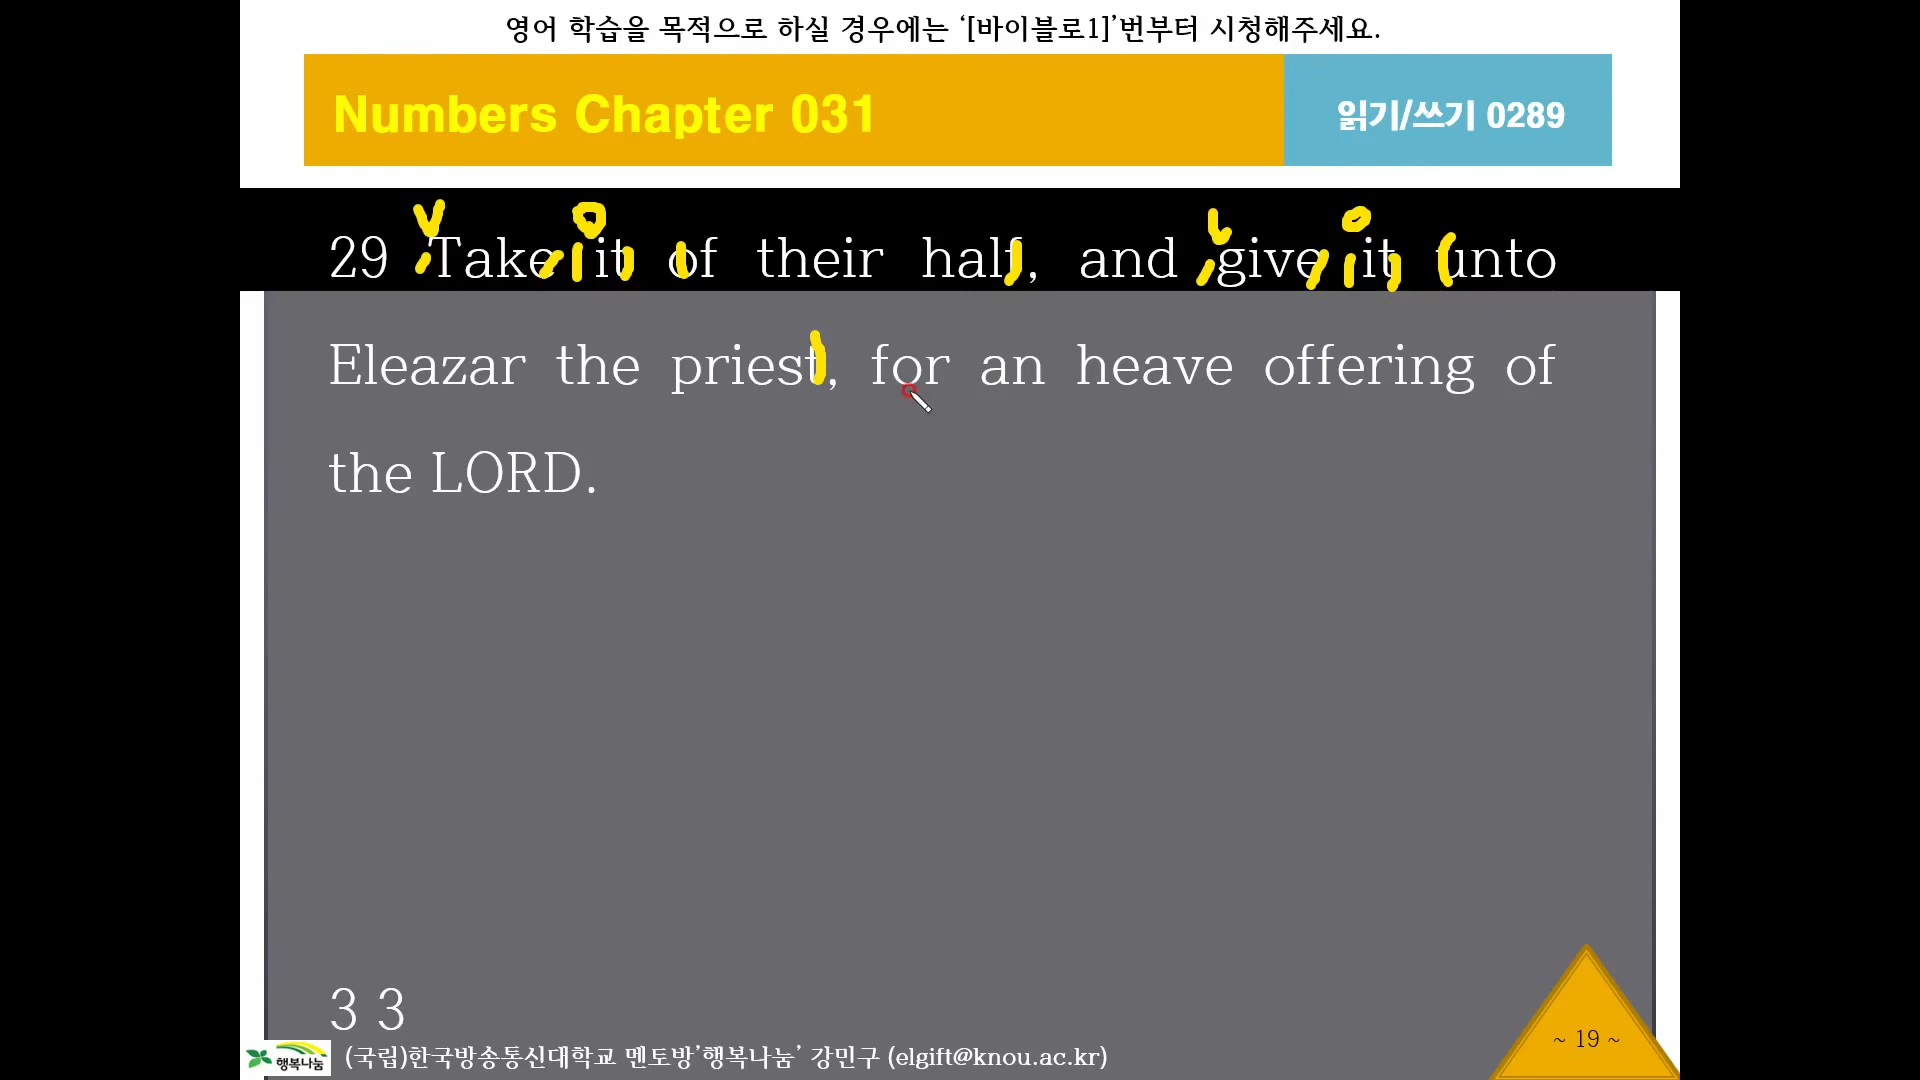 영어 학습을 목적으로 하실 경우에는 ‘[바이블로1]’번부터 시청해주세요.
Numbers Chapter 031
읽기/쓰기 0289
29 Take it of their half, and give it unto
Eleazar the priest, for an heave offering of
the LORD.
3 3
~ 19 ~
행복나눔
(국립)한국방송통신대학교 멘토방’행복나눔’ 강민구 (elgift@knou.ac.kr)